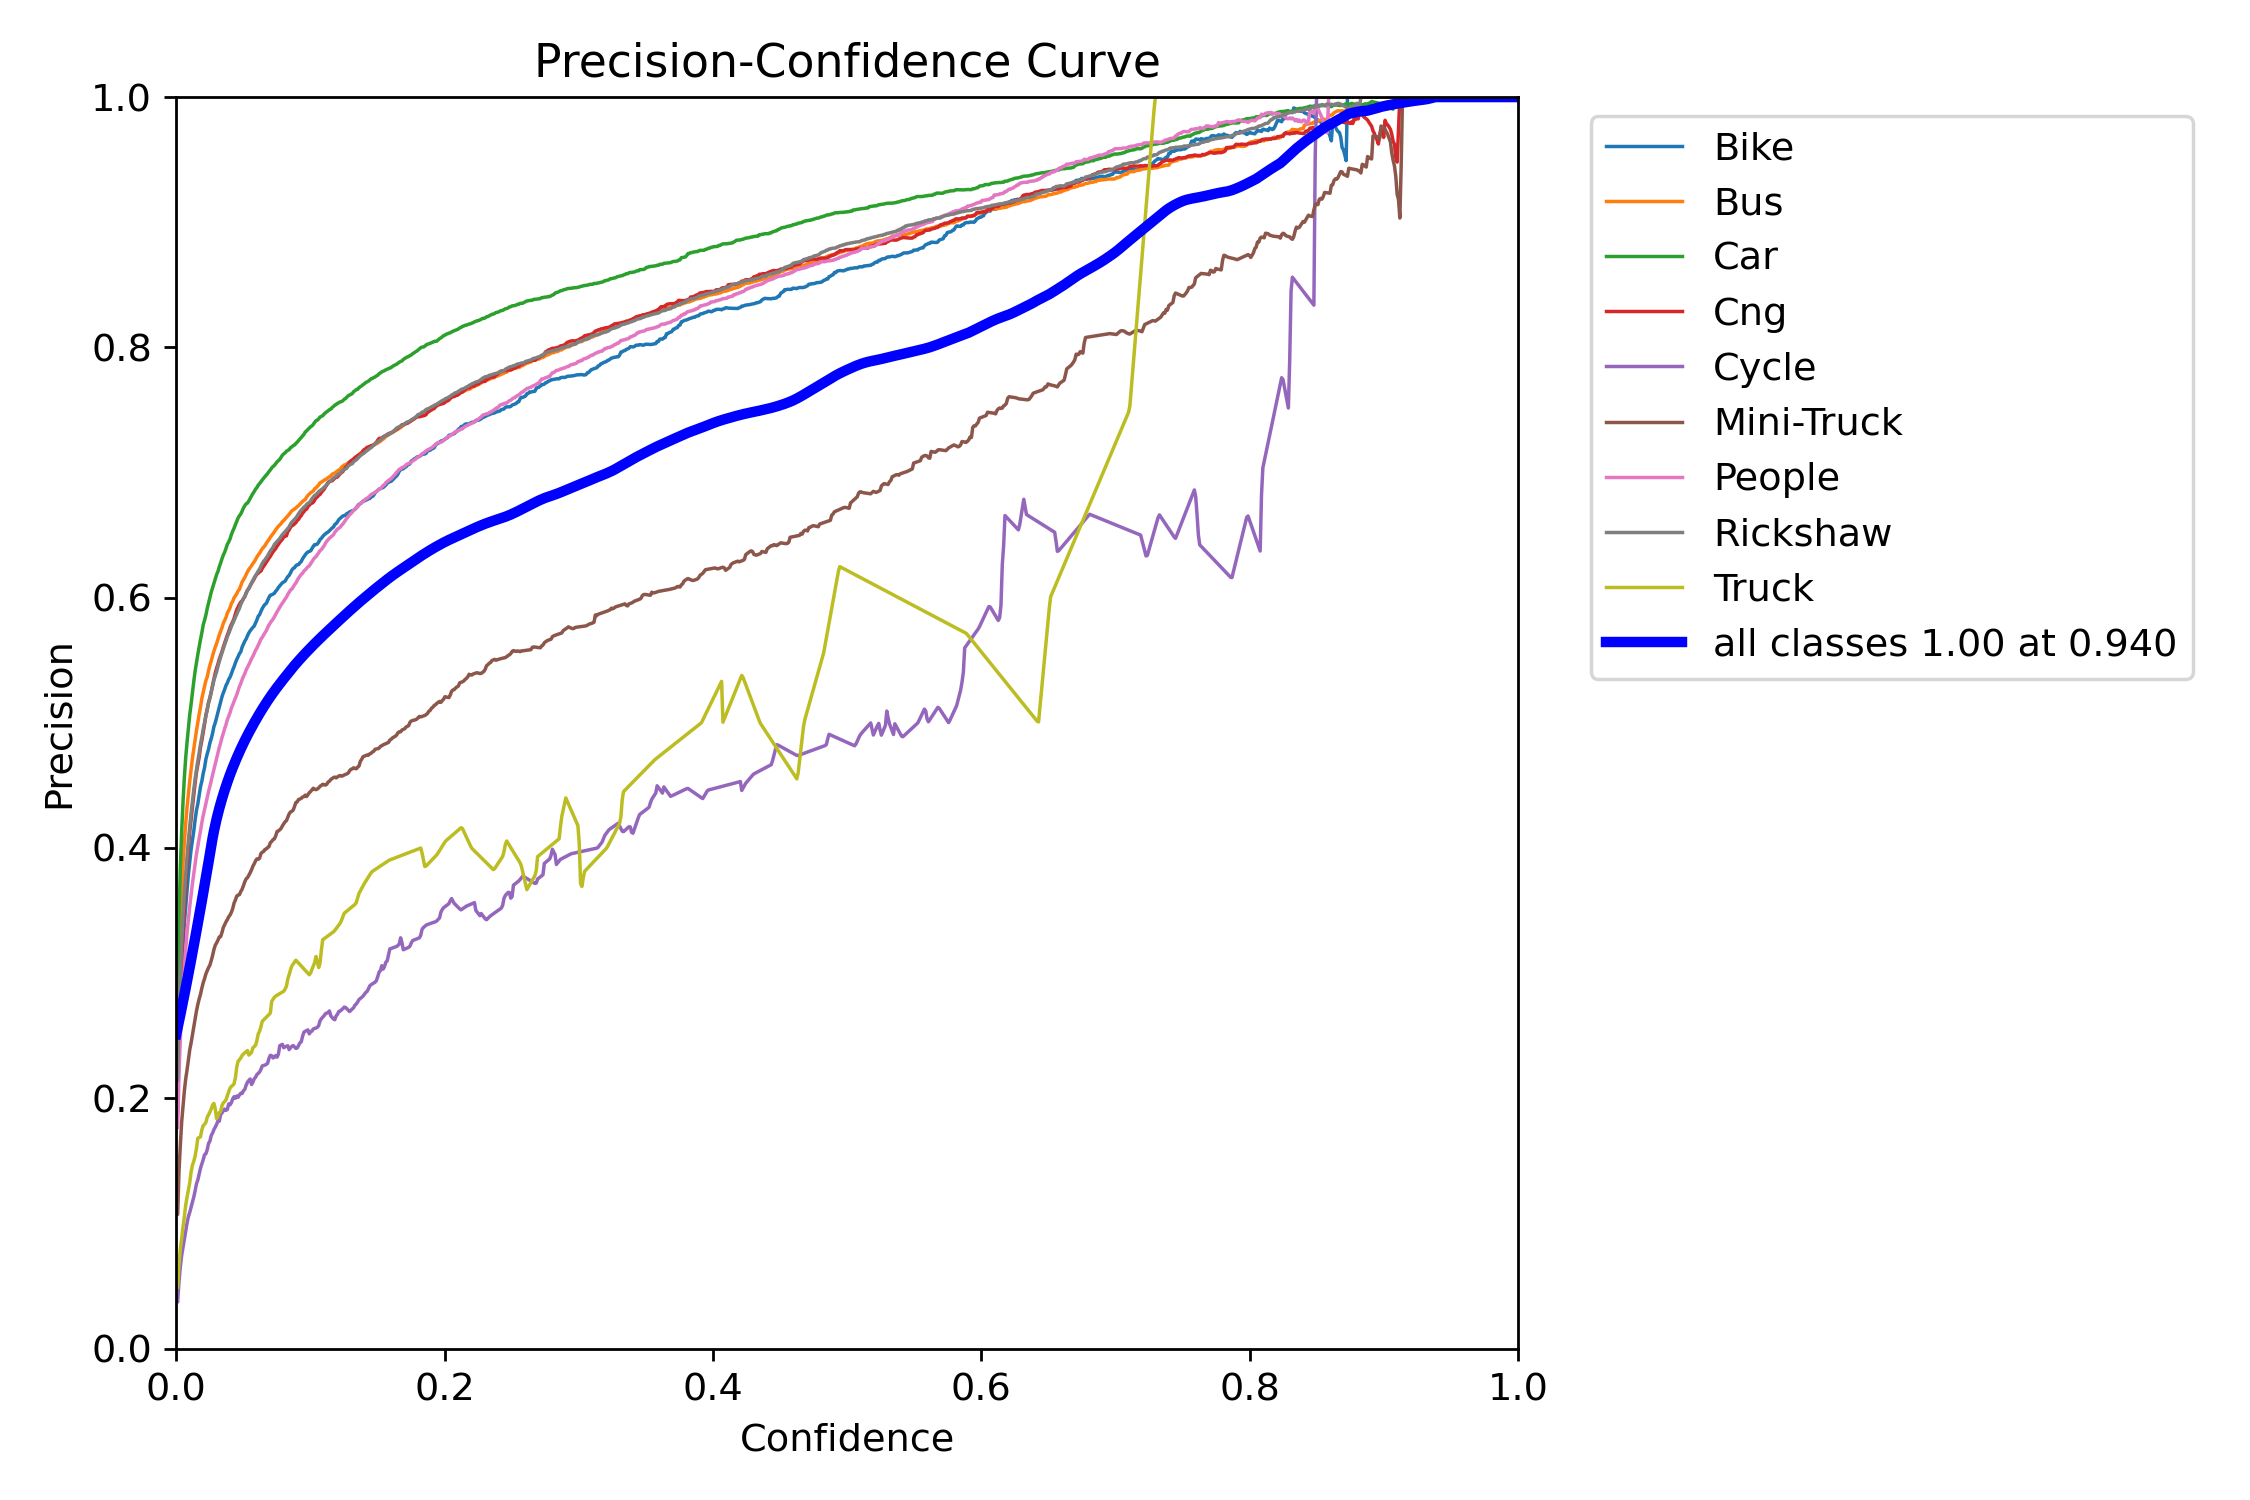 Precision-Confidence Curve
1.0
0.8
0.6
0.4
0.2
0.0
Precision
0.0 0.2 0.4 0.6 0.8 1.0
Confidence
Bike
Bus
Car
Cng
Cycle
Mini-Truck
People
Rickshaw
Truck
all classes 1.00 at 0.940